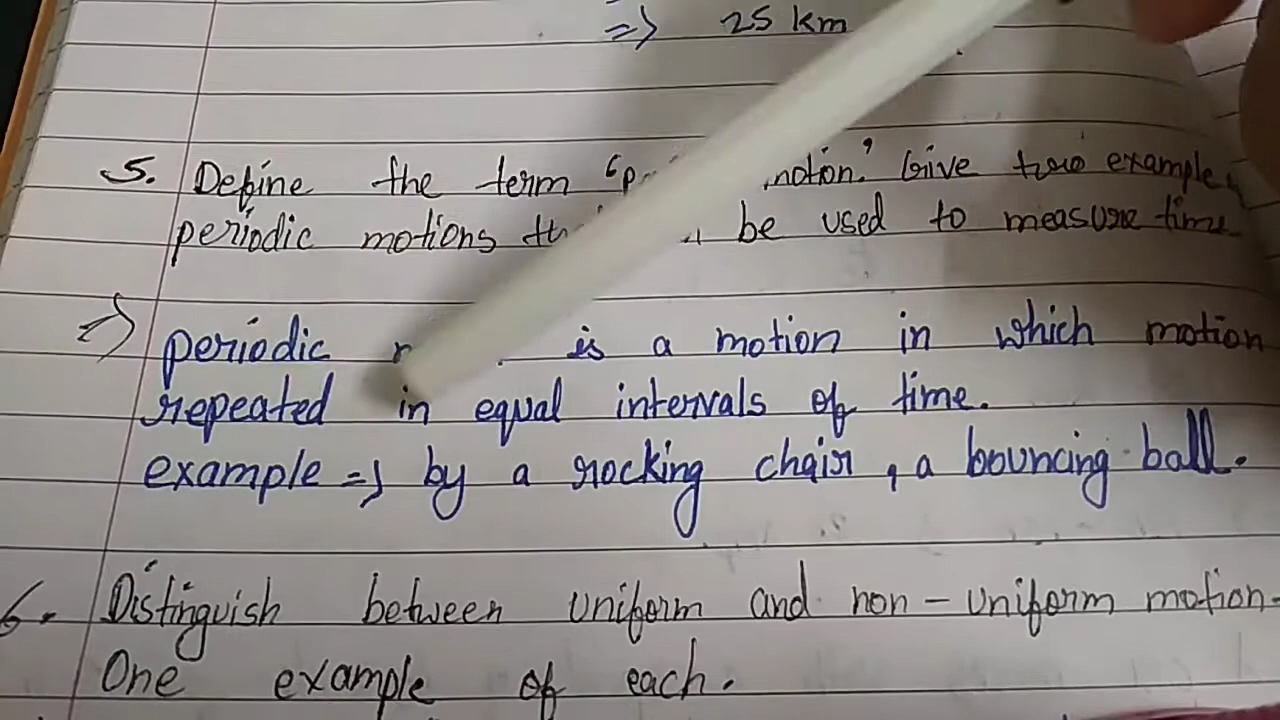 => 25 km
5. Define the term motion.' Give two example
periodic motions be used to measure time
=> periodic is a motion in which motion
repeated in equal intervals of time.
example => by a rocking chair, a bouncing ball.
6. Distinguish between uniform and non-uniform motion.
One example of each.